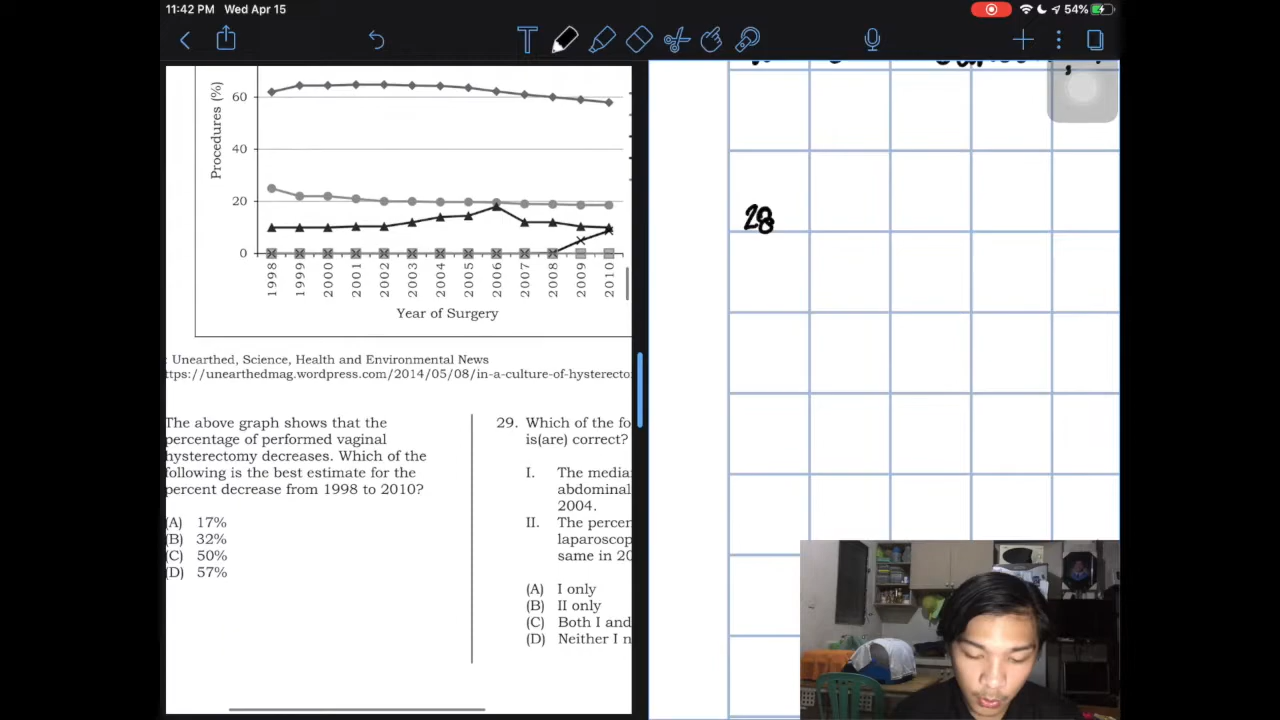 11:42 PM Wed Apr 15
54%
T
Procedures (%)
60
40
20
0
1998 1999 2000 2001 2002 2003 2004 2005 2006 2007 2008 2009 2010
Year of Surgery
: Unearthed, Science, Health and Environmental News
ttps://unearthedmag.wordpress.com/2014/05/08/in-a-culture-of-hysterecto
The above graph shows that the
percentage of performed vaginal
hysterectomy decreases. Which of the
following is the best estimate for the
percent decrease from 1998 to 2010?
(A) 17%
(B) 32%
(C) 50%
(D) 57%
29. Which of the fo
is(are) correct?
I. The media
abdominal
2004.
II. The percen
laparoscop
same in 20
(A) I only
(B) II only
(C) Both I and
(D) Neither I n
28